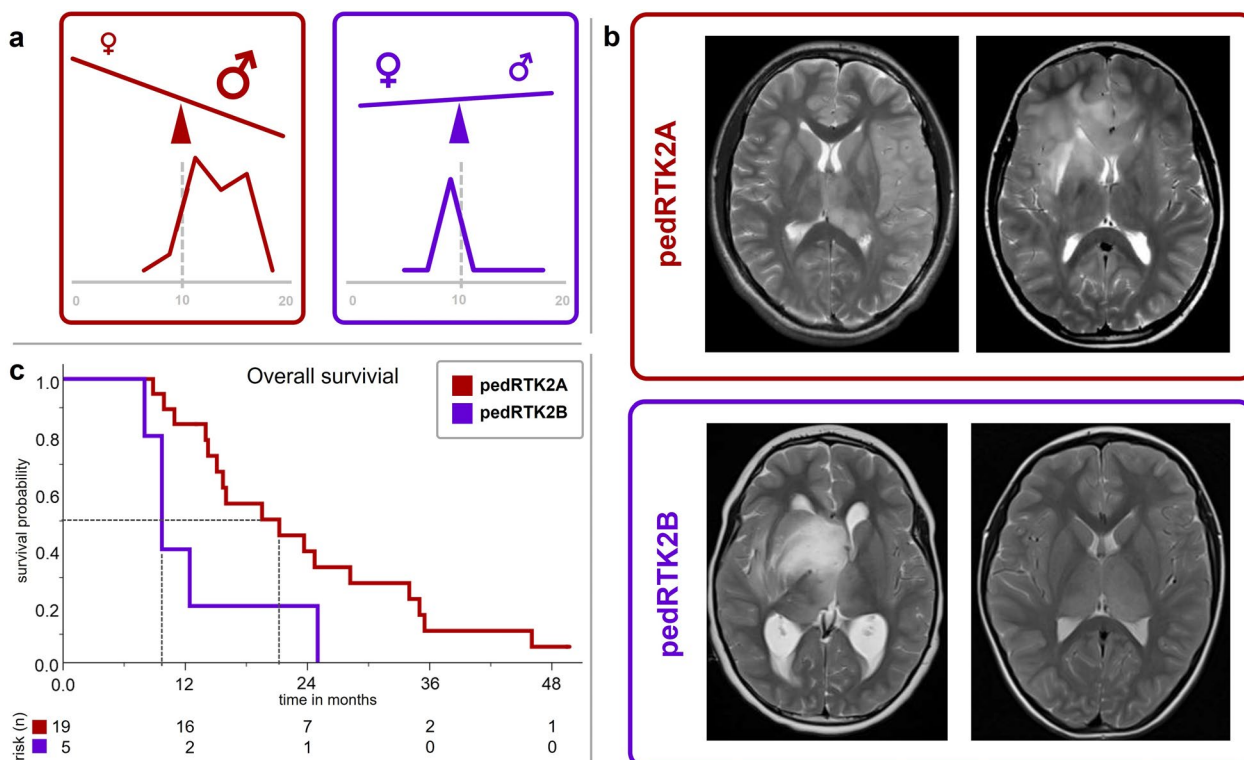 a
♀ ♂
0 10 20
♀ ♂
0 10 20
b
pedRTK2A
pedRTK2B
c
Overall survivial
pedRTK2A
pedRTK2B
survival probability
1.0
0.8
0.6
0.4
0.2
0.0
0.0 12 24 36 48
time in months
risk (n)
19 16 7 2 1
5 2 1 0 0